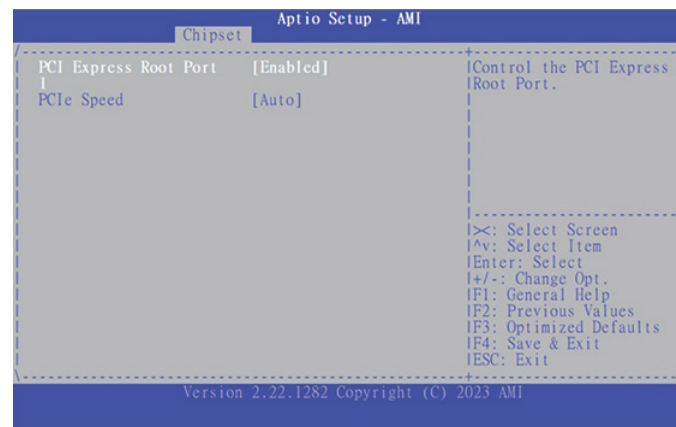 Aptio Setup - AMI
Chipset
PCI Express Root Port [Enabled]
1
PCIe Speed [Auto]
Control the PCI Express
Root Port.
><: Select Screen
^v: Select Item
Enter: Select
+/-: Change Opt.
F1: General Help
F2: Previous Values
F3: Optimized Defaults
F4: Save & Exit
ESC: Exit
Version 2.22.1282 Copyright (C) 2023 AMI